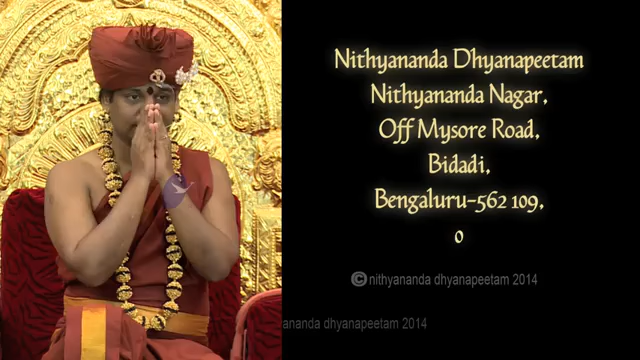 Nithyananda Dhyanapeetam
Nithyananda Nagar,
Off Mysore Road,
Bidadi,
Bengaluru-562 109,
0
© nithyananda dhyanapeetam 2014
ananda dhyanapeetam 2014